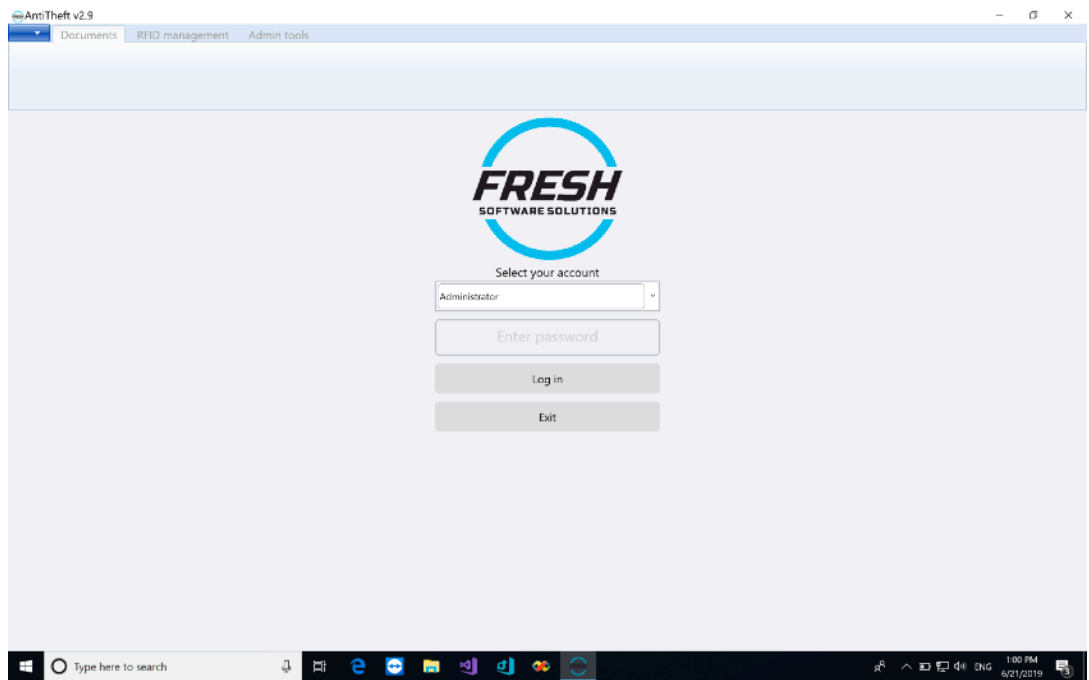 AntiTheft v2.9
Documents RFID management Admin tools
FRESH
SOFTWARE SOLUTIONS
Select your account
Administrator
Enter password
Log in
Exit
Type here to search
ENG
1:00 PM
6/21/2019
3